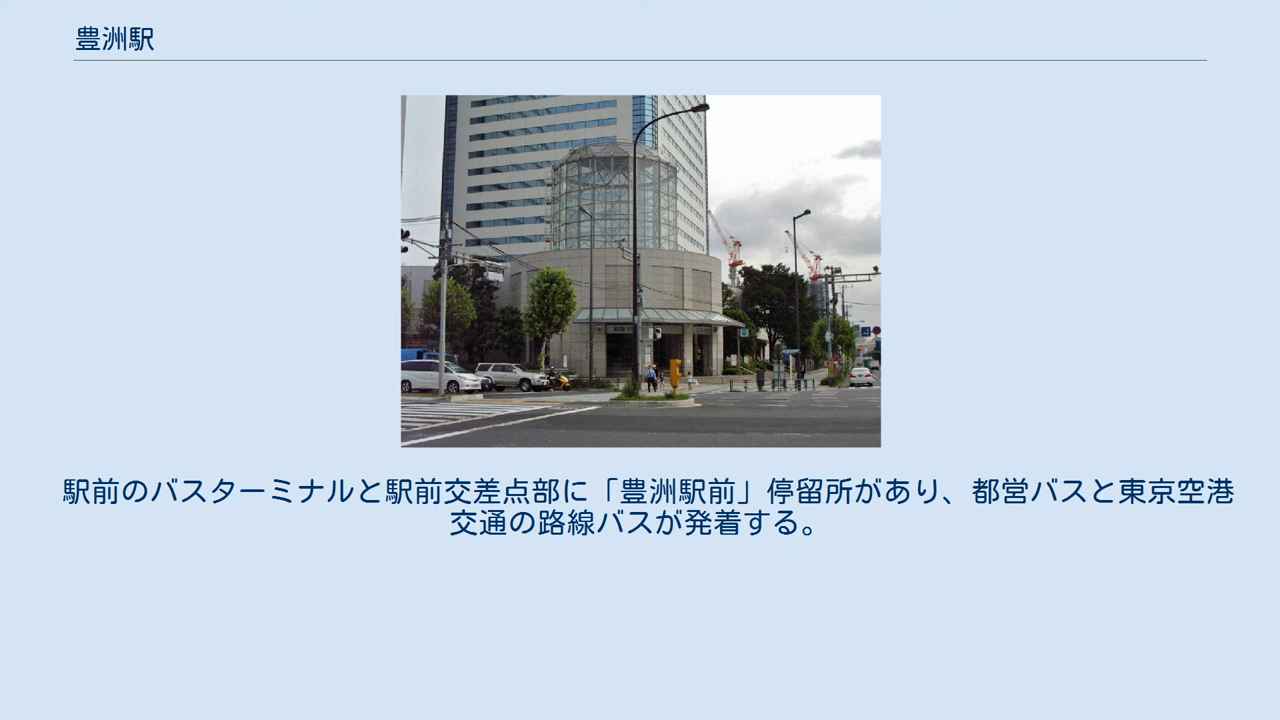 豊洲駅
駅前のバスターミナルと駅前交差点部に「豊洲駅前」停留所があり、都営バスと東京空港
交通の路線バスが発着する。